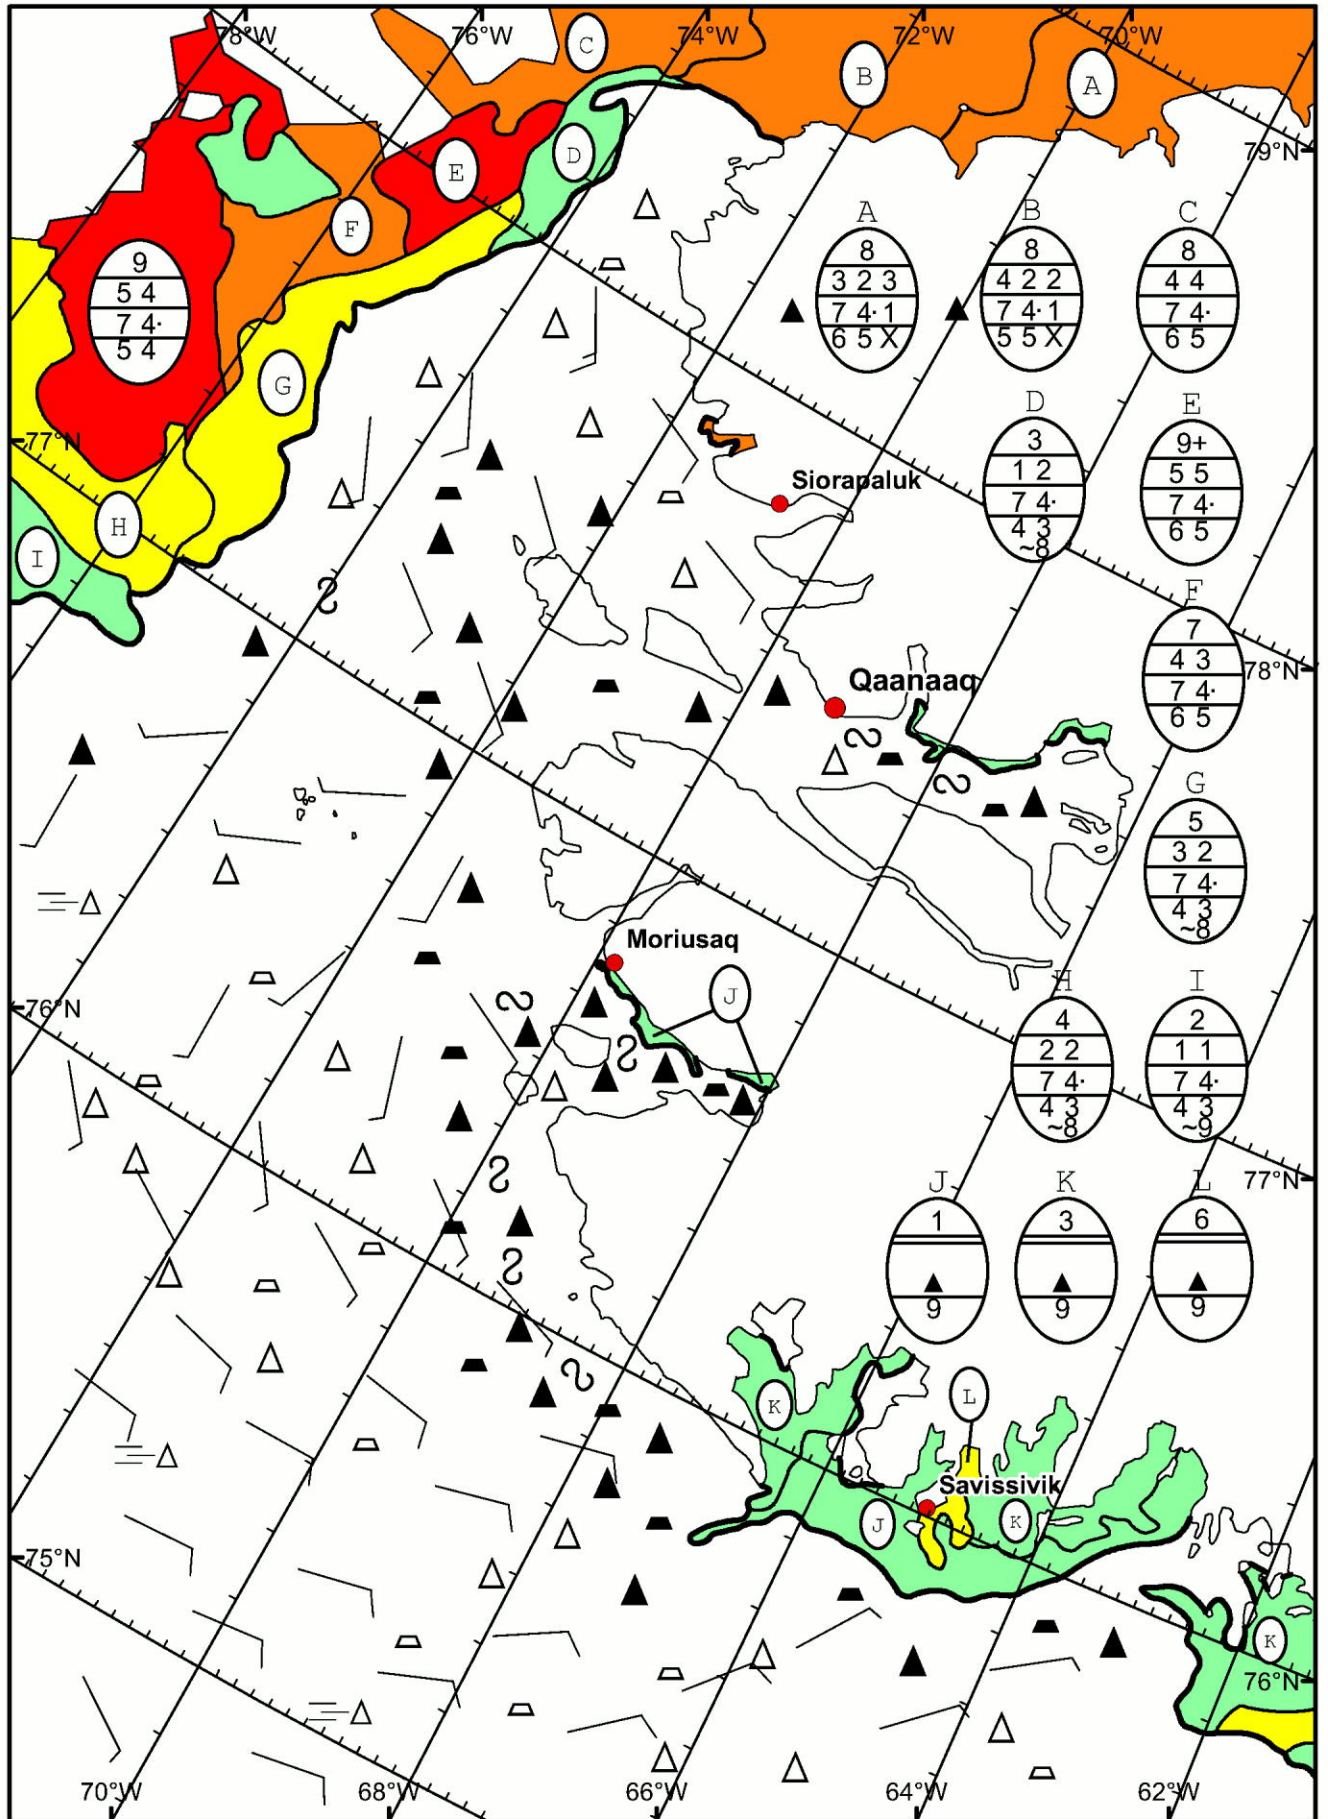 78°W 76°W 74°W 72°W 70°W
C
B
A
79°N
D
E
F
A B C
9
5 4
7 4·
5 4
8
3 2 3
7 4·1
6 5 X
8
4 2 2
7 4·1
5 5 X
8
4 4
7 4·
6 5
G
D E
77°N
3
1 2
7 4·
4 3
~8
9+
5 5
7 4·
6 5
Siorapaluk
H
I
F
7
4 3
7 4·
6 5
78°N
Qaanaaq
G
5
3 2
7 4·
4 3
~8
Moriusaq
J
H I
76°N
4
2 2
7 4·
4 3
~8
2
1 1
7 4·
4 3
~9
77°N
J K L
1
9
3
9
6
9
K
L
Savissivik
J
K
75°N
K
76°N
70°W 68°W 66°W 64°W 62°W